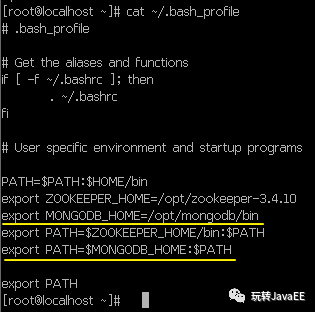 [root@localhost ~]# cat ~/.bash_profile
# .bash_profile
# Get the aliases and functions
if [ -f ~/.bashrc ]; then
. ~/.bashrc
fi
# User specific environment and startup programs
PATH=$PATH:$HOME/bin
export ZOOKEEPER_HOME=/opt/zookeeper-3.4.10
export MONGODB_HOME=/opt/mongodb/bin
export PATH=$ZOOKEEPER_HOME/bin:$PATH
export PATH=$MONGODB_HOME:$PATH
export PATH
[root@localhost ~]#
玩转JavaEE